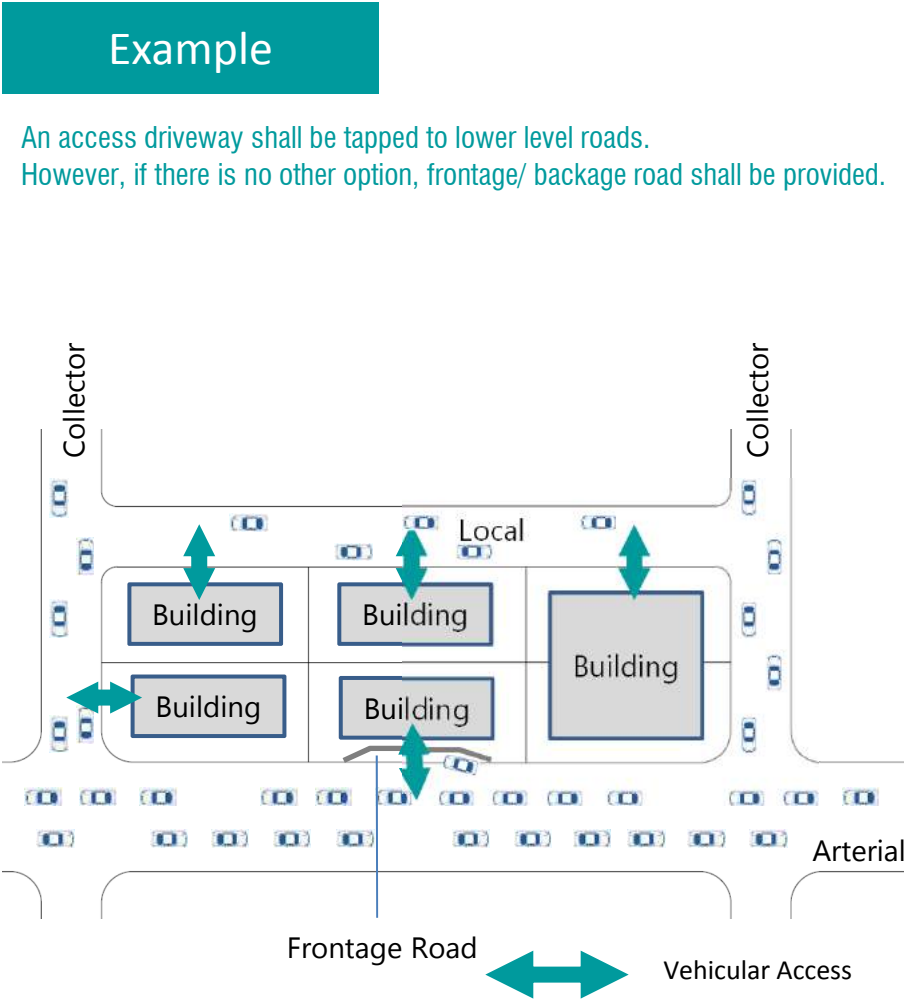 Example
An access driveway shall be tapped to lower level roads.
However, if there is no other option, frontage/ backage road shall be provided.
Collector
Collector
Local
Building
Building
Building
Building
Building
Arterial
Frontage Road
Vehicular Access